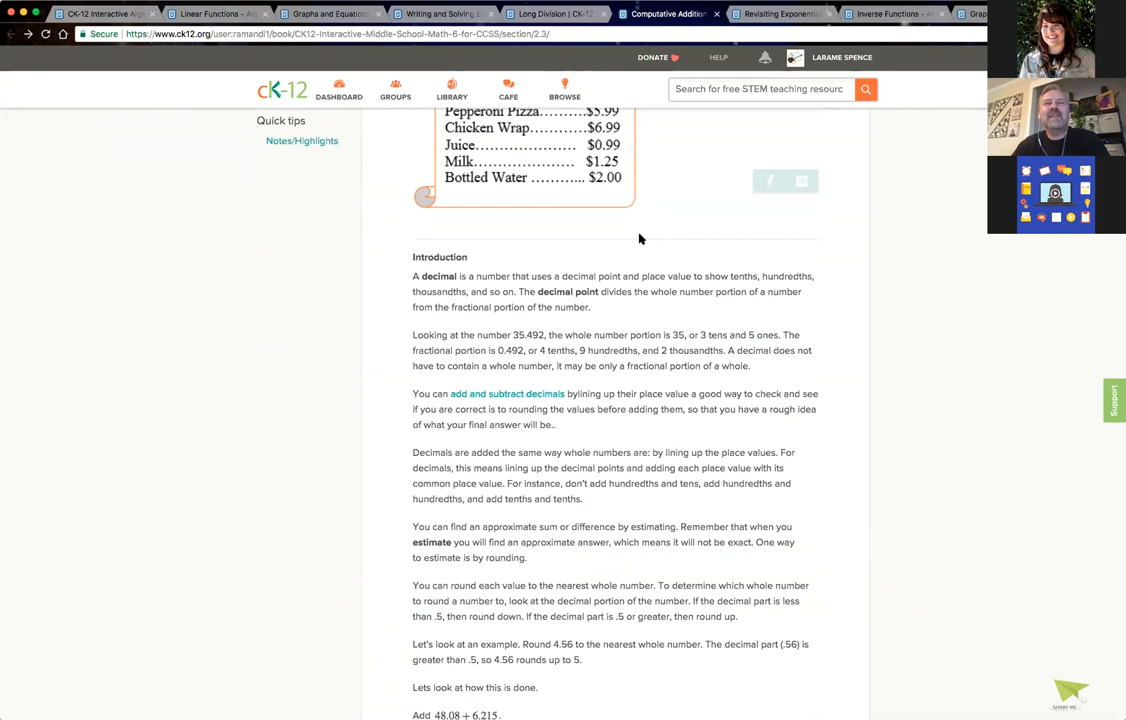 CK-12 Interactive Alge
Linear Functions - Alg
Graphs and Equations
Writing and Solving E
Long Division | CK-12
Computative Addition
Revisiting Exponential
Inverse Functions - A
Grap
Secure | https://www.ck12.org/user:ramandi1/book/CK12-Interactive-Middle-School-Math-6-for-CCSS/section/2.3/
DONATE
HELP
LARAME SPENCE
cK-12
DASHBOARD
GROUPS
LIBRARY
CAFE
BROWSE
Search for free STEM teaching resourc
Quick tips
Notes/Highlights
Pepperoni Pizza..........$5.99
Chicken Wrap............$6.99
Juice...................... $0.99
Milk...................... $1.25
Bottled Water ............ $2.00
Introduction
A decimal is a number that uses a decimal point and place value to show tenths, hundredths,
thousandths, and so on. The decimal point divides the whole number portion of a number
from the fractional portion of the number.
Looking at the number 35.492, the whole number portion is 35, or 3 tens and 5 ones. The
fractional portion is 0.492, or 4 tenths, 9 hundredths, and 2 thousandths. A decimal does not
have to contain a whole number, it may be only a fractional portion of a whole.
You can add and subtract decimals bylining up their place value a good way to check and see
if you are correct is to rounding the values before adding them, so that you have a rough idea
of what your final answer will be..
Decimals are added the same way whole numbers are: by lining up the place values. For
decimals, this means lining up the decimal points and adding each place value with its
common place value. For instance, don't add hundredths and tens, add hundredths and
hundredths, and add tenths and tenths.
You can find an approximate sum or difference by estimating. Remember that when you
estimate you will find an approximate answer, which means it will not be exact. One way
to estimate is by rounding.
You can round each value to the nearest whole number. To determine which whole number
to round a number to, look at the decimal portion of the number. If the decimal part is less
than .5, then round down. If the decimal part is .5 or greater, then round up.
Let's look at an example. Round 4.56 to the nearest whole number. The decimal part (.56) is
greater than .5, so 4.56 rounds up to 5.
Lets look at how this is done.
Add 48.08 + 6.215.
Support
SHARE ME